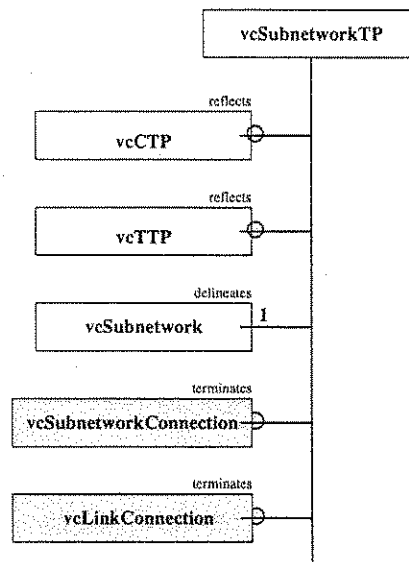 vcSubnetworkTP
reflects
vcCTP
reflects
vcTTP
delineates
vcSubnetwork
1
terminates
vcSubnetworkConnection
terminates
vcLinkConnection